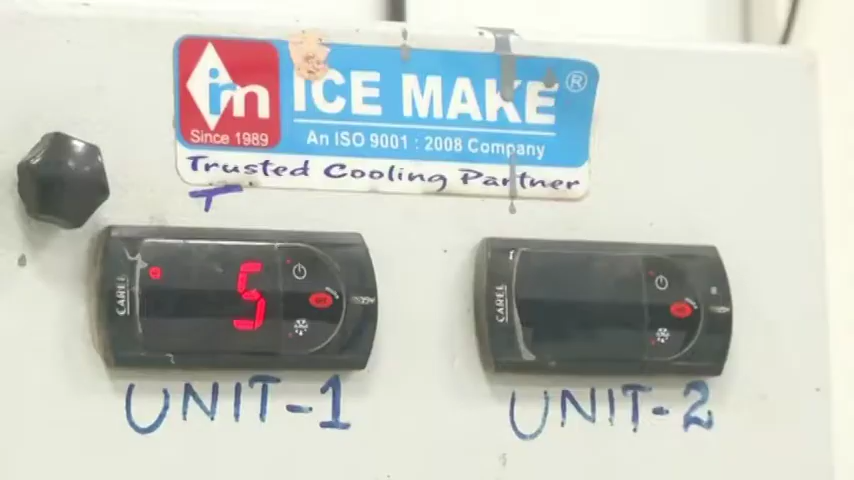 im
Since 1989
ICE MAKE ®
An ISO 9001 : 2008 Company
Trusted Cooling Partner
T
CAREL
5
CAREL
UNIT-1
UNIT-2